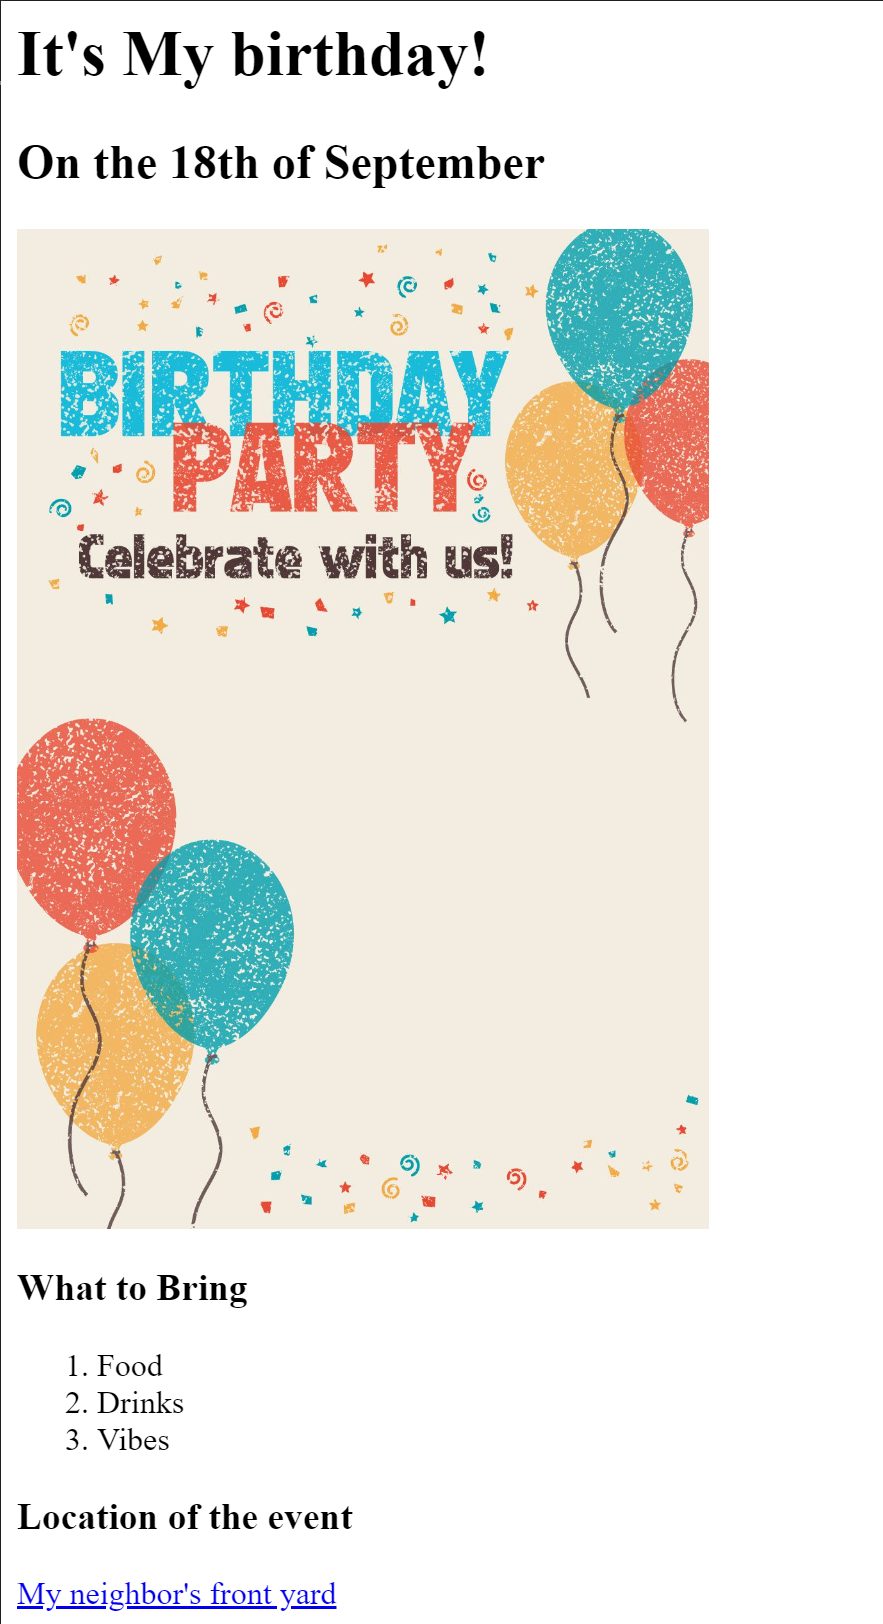 It's My birthday!
On the 18th of September
BIRTHDAY
PARTY
Celebrate with us!
What to Bring
1. Food
2. Drinks
3. Vibes
Location of the event
My neighbor's front yard